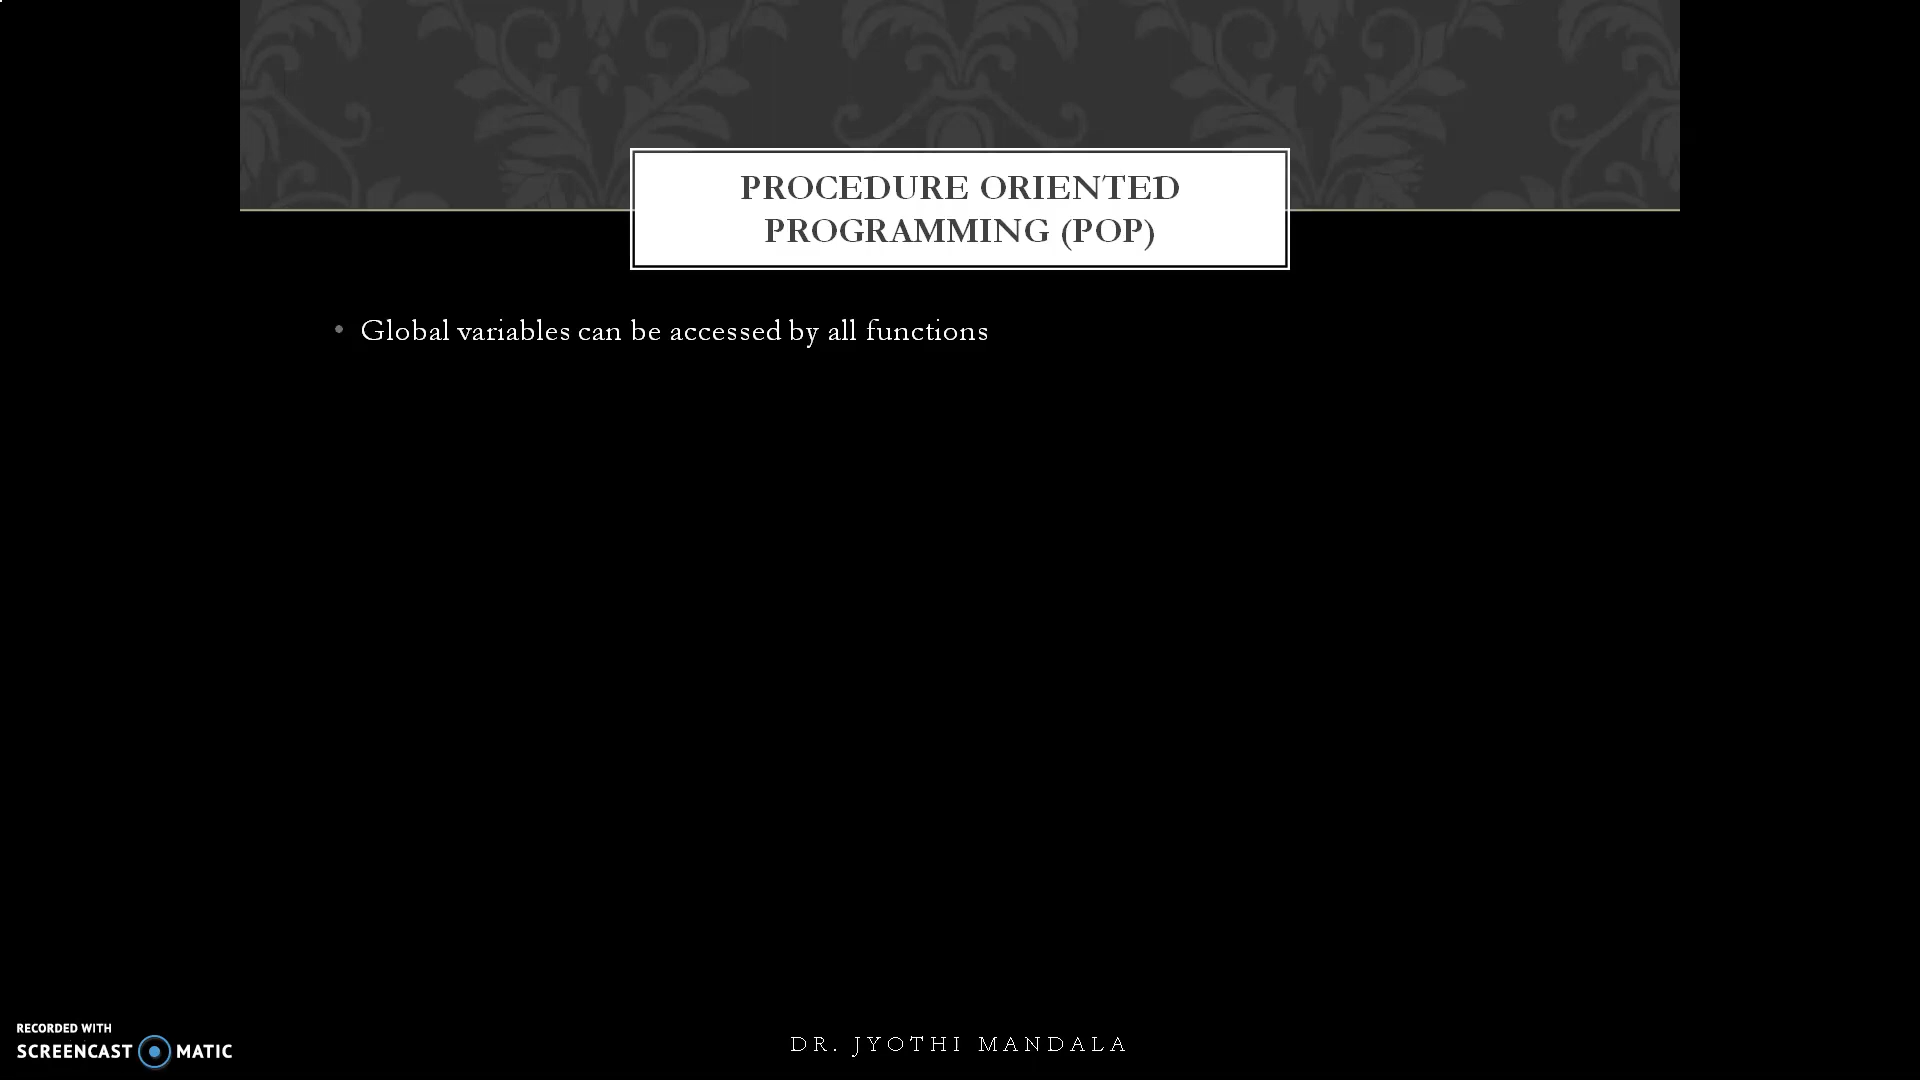 PROCEDURE ORIENTED
PROGRAMMING (POP)
• Global variables can be accessed by all functions
RECORDED WITH
SCREENCAST MATIC
DR. JYOTHI MANDALA